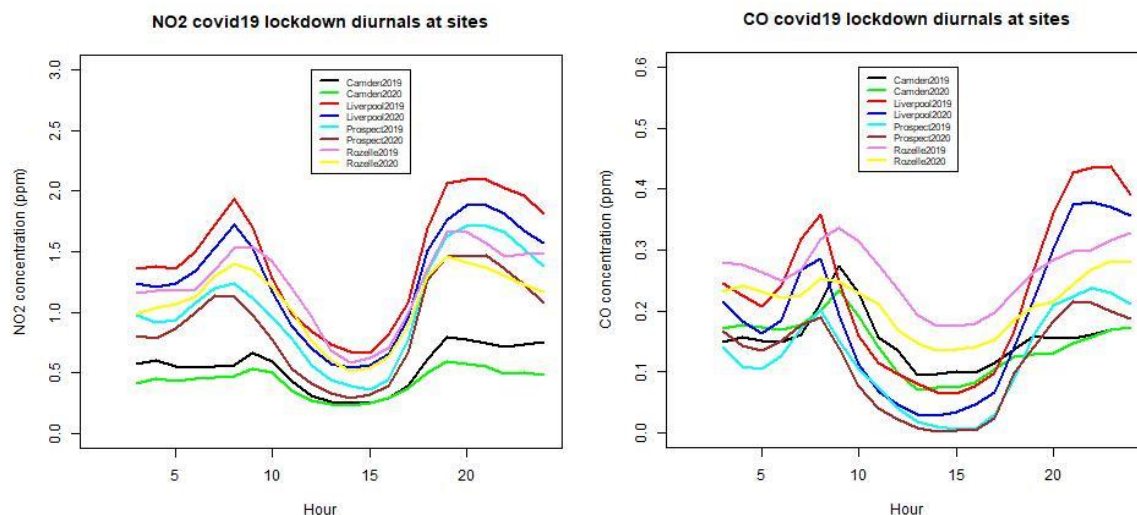 NO2 covid19 lockdown diurnals at sites
NO2 concentration (ppm)
3.0
2.5
2.0
1.5
1.0
0.5
0.0
Camden2019
Camden2020
Liverpool2019
Liverpool2020
Prospect2019
Prospect2020
Rozelle2019
Rozelle2020
5 10 15 20
Hour
CO covid19 lockdown diurnals at sites
CO concentration (ppm)
0.6
0.5
0.4
0.3
0.2
0.1
0.0
Camden2019
Camden2020
Liverpool2019
Liverpool2020
Prospect2019
Prospect2020
Rozelle2019
Rozelle2020
5 10 15 20
Hour